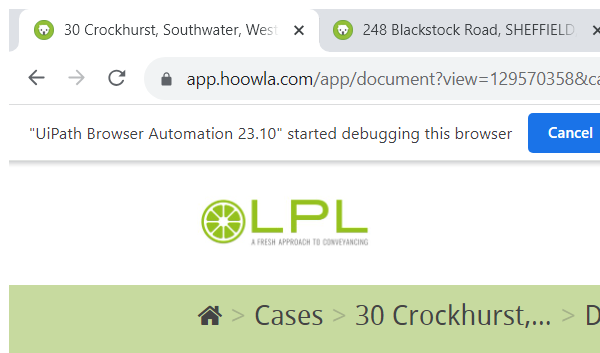 30 Crockhurst, Southwater, West
248 Blackstock Road, SHEFFIELD
app.hoowla.com/app/document?view=129570358&ca
"UiPath Browser Automation 23.10" started debugging this browser
Cancel
LPL
A FRESH APPROACH TO CONVEYANCING
> Cases > 30 Crockhurst,... > D